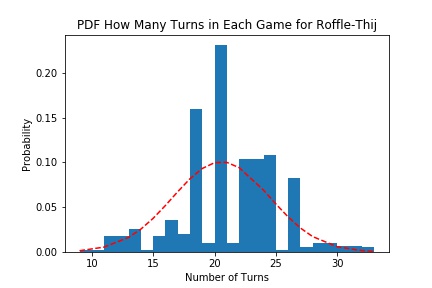 PDF How Many Turns in Each Game for Roffle-Thij
Probability
0.20
0.15
0.10
0.05
0.00
10 15 20 25 30
Number of Turns